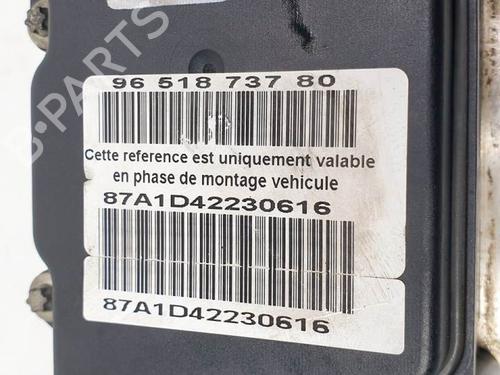 96 518 737 80
Cette reference est uniquement valable
en phase de montage vehicule
87A1D42230616
87A1D42230616
B-PARTS